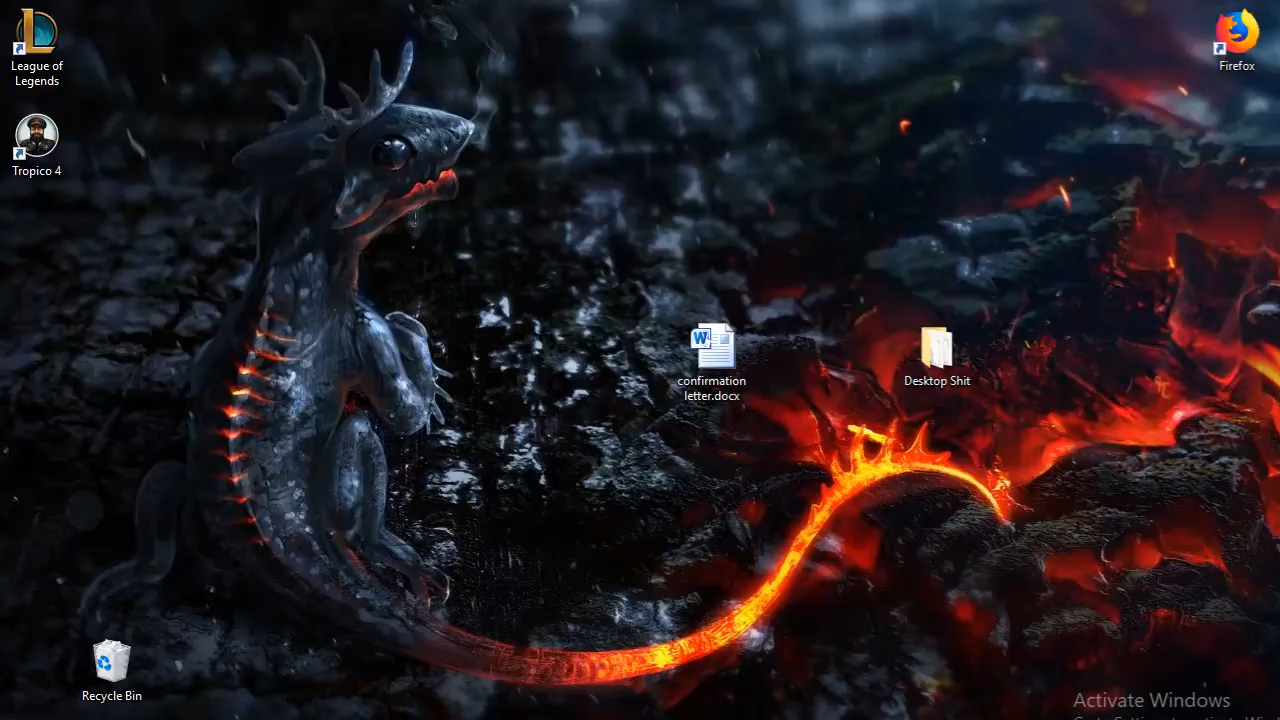 League of
Legends
Firefox
Tropico 4
confirmation
letter.docx
Desktop Shit
Recycle Bin
Activate Windows